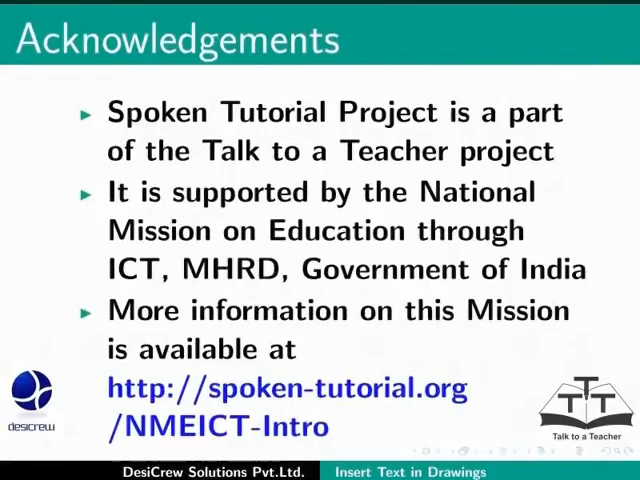 Acknowledgements
Spoken Tutorial Project is a part
of the Talk to a Teacher project
It is supported by the National
Mission on Education through
ICT, MHRD, Government of India
More information on this Mission
is available at
http://spoken-tutorial.org
/NMEICT-Intro
desicrew
TTT
Talk to a Teacher
DesiCrew Solutions Pvt.Ltd.
Insert Text in Drawings